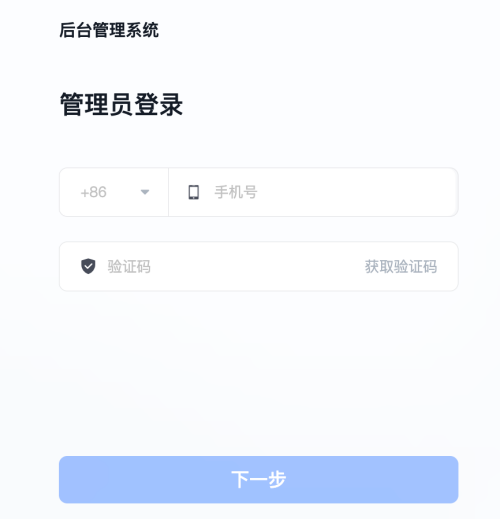 后台管理系统
管理员登录
+86 手机号
验证码 获取验证码
下一步